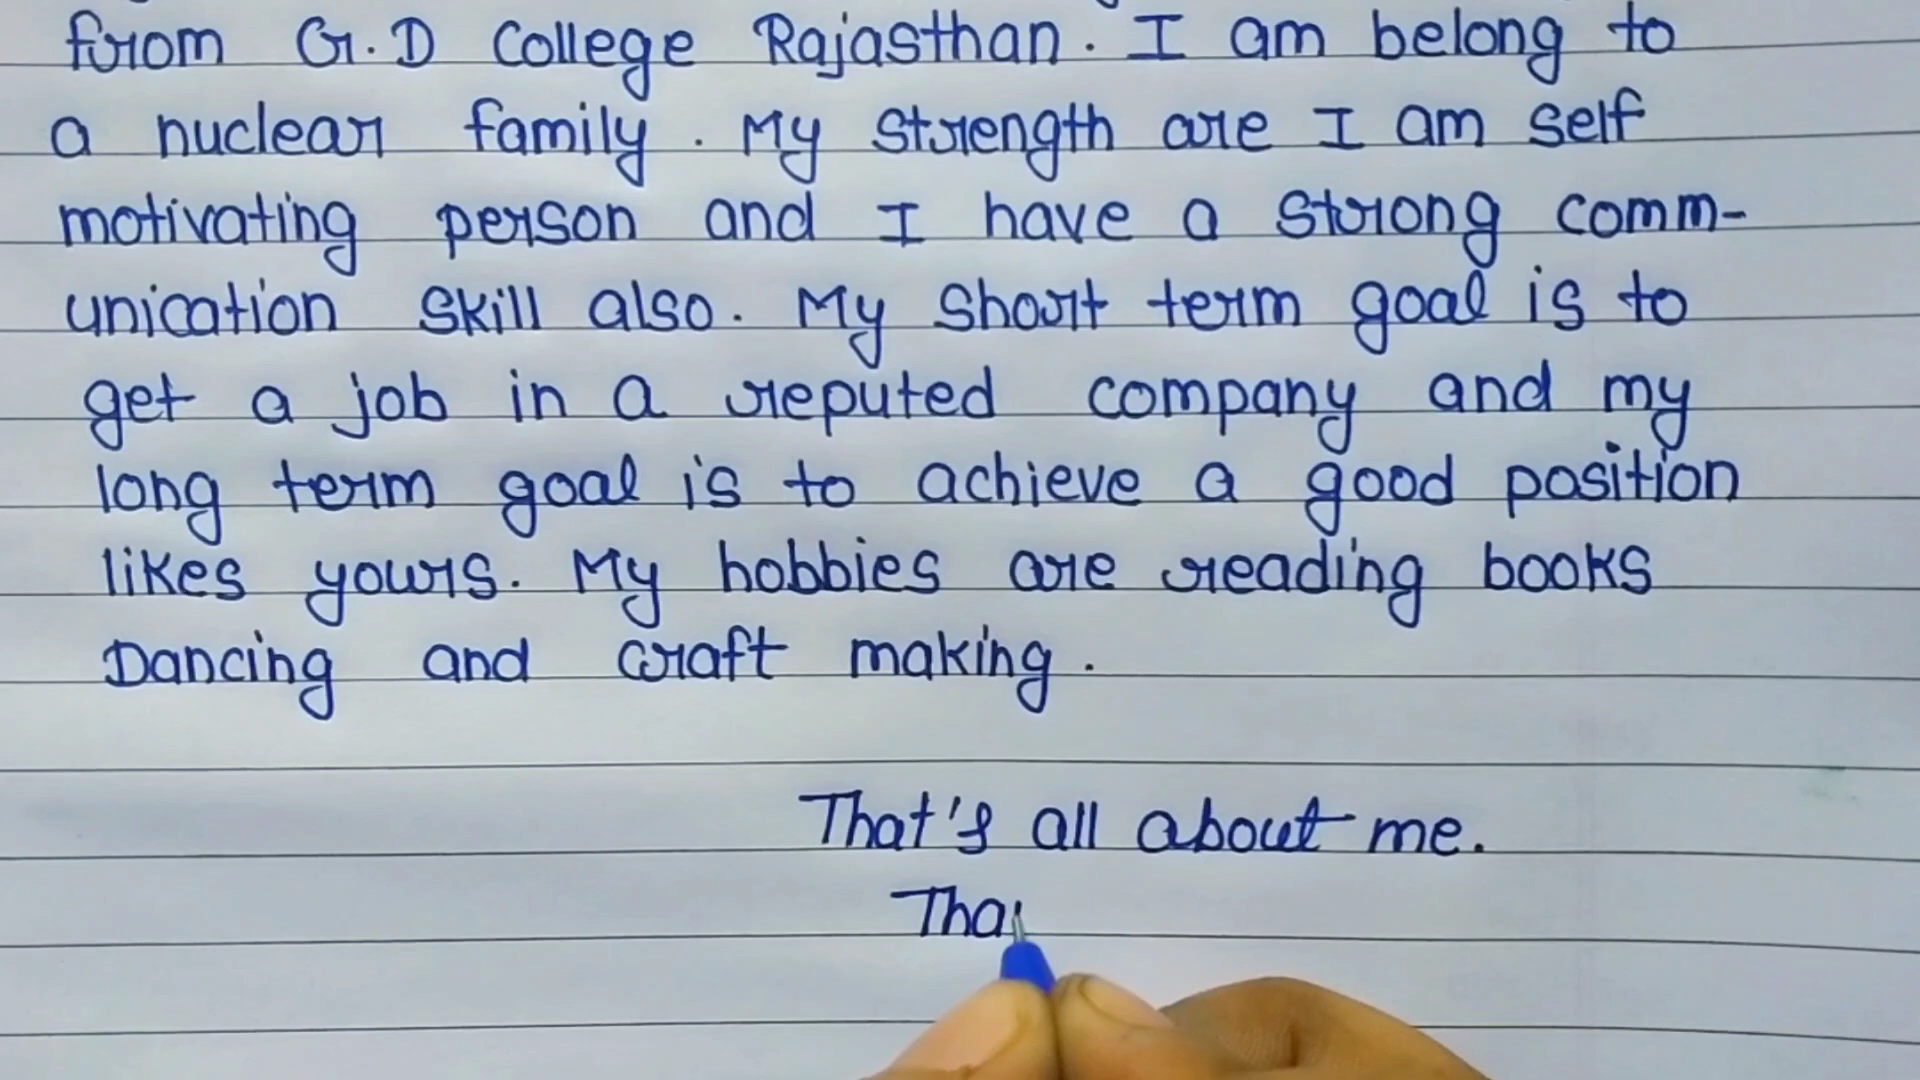 from G.D College Rajasthan. I am belong to
a nuclear family. My strength are I am self
motivating person and I have a strong comm-
unication skill also. My short term goal is to
get a job in a reputed company and my
long term goal is to achieve a good position
likes yours. My hobbies are reading books
Dancing and craft making.
That's all about me.
Tha